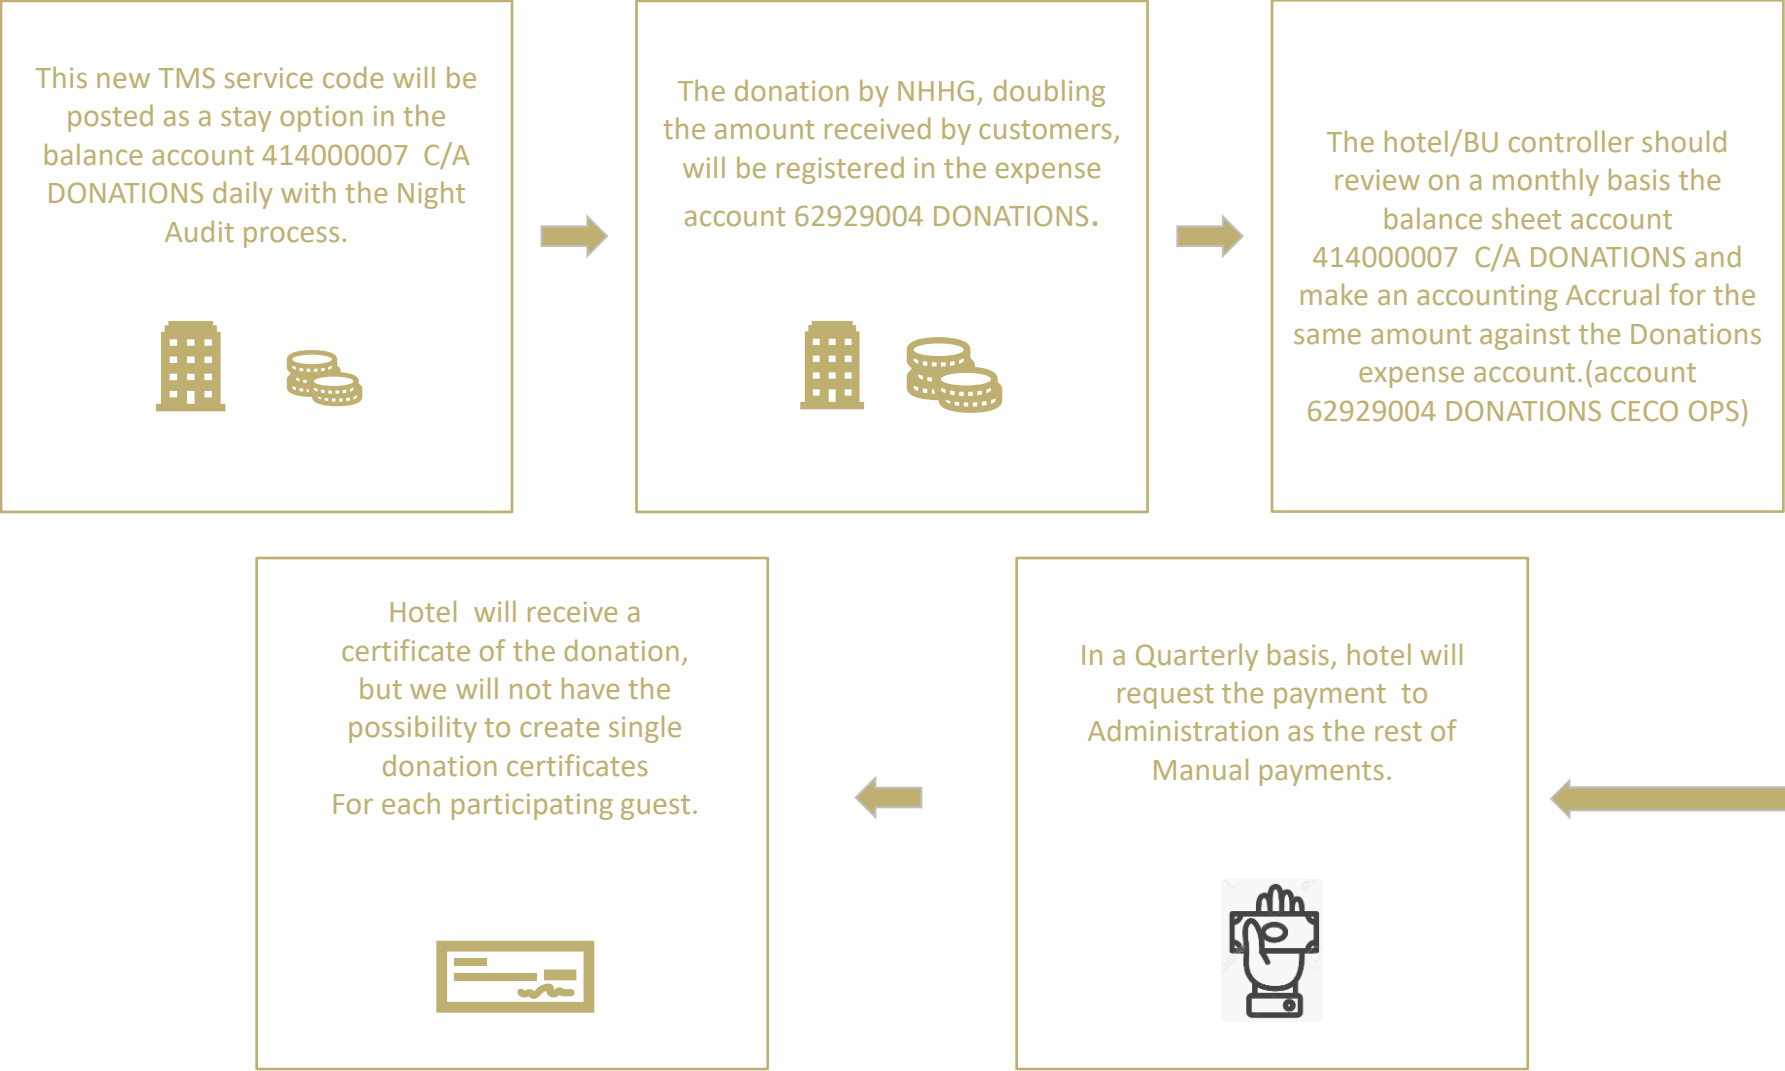 This new TMS service code will be
posted as a stay option in the
balance account 414000007  C/A
DONATIONS daily with the Night
Audit process.
The donation by NHHG, doubling
the amount received by customers,
will be registered in the expense
account 62929004 DONATIONS.
The hotel/BU controller should
review on a monthly basis the
balance sheet account
414000007  C/A DONATIONS and
make an accounting Accrual for the
same amount against the Donations
expense account.(account
62929004 DONATIONS CECO OPS)
In a Quarterly basis, hotel will
request the payment  to
Administration as the rest of
Manual payments.
Hotel  will receive a
certificate of the donation,
but we will not have the
possibility to create single
donation certificates
For each participating guest.